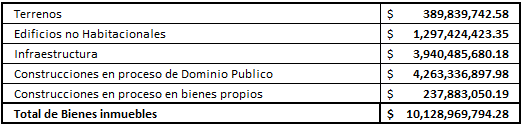 Terrenos $ 389,839,742.58
Edificios no Habitacionales $ 1,297,424,423.35
Infraestructura $ 3,940,485,680.18
Construcciones en proceso de Dominio Publico $ 4,263,336,897.98
Construcciones en proceso en bienes propios $ 237,883,050.19
Total de Bienes inmuebles $ 10,128,969,794.28